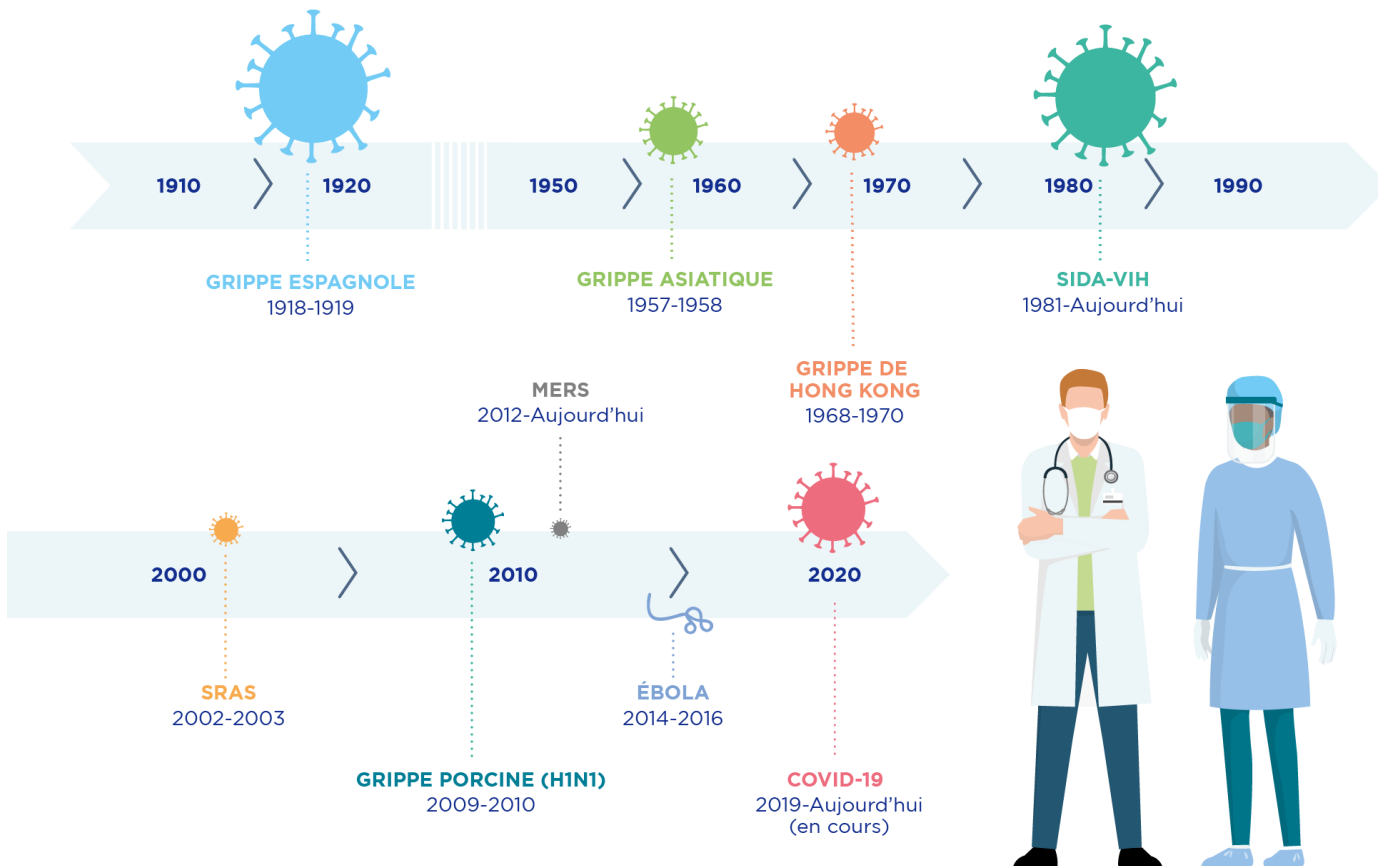 1910
1920
1950
1960
1970
1980
1990
GRIPPE ESPAGNOLE
1918-1919
GRIPPE ASIATIQUE
1957-1958
SIDA-VIH
1981-Aujourd’hui
GRIPPE DE
HONG KONG
1968-1970
MERS
2012-Aujourd’hui
2000
2010
2020
SRAS
2002-2003
ÉBOLA
2014-2016
GRIPPE PORCINE (H1N1)
2009-2010
COVID-19
2019-Aujourd’hui
(en cours)